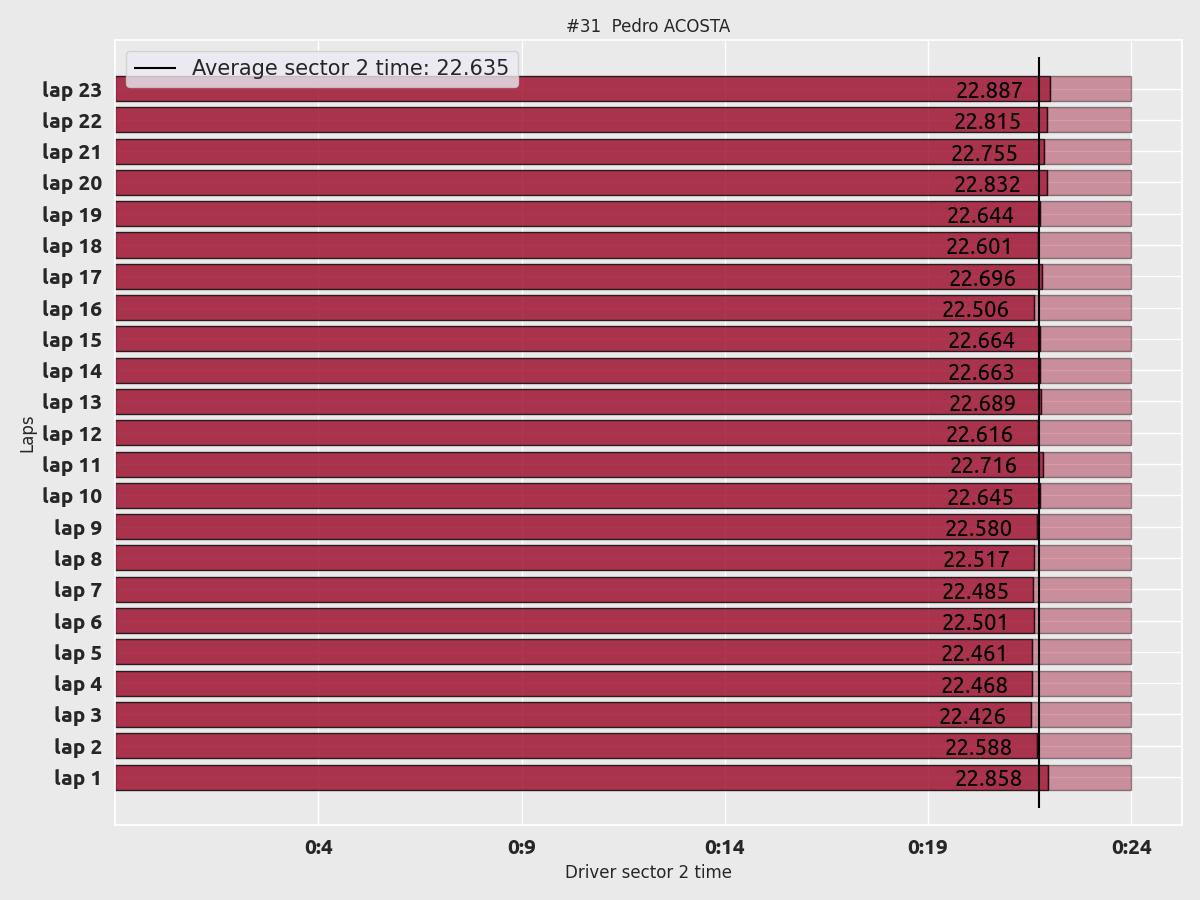 #31  Pedro ACOSTA
Average sector 2 time: 22.635
lap 23 22.887
lap 22 22.815
lap 21 22.755
lap 20 22.832
lap 19 22.644
lap 18 22.601
lap 17 22.696
lap 16 22.506
lap 15 22.664
lap 14 22.663
lap 13 22.689
lap 12 22.616
lap 11 22.716
lap 10 22.645
lap 9 22.580
lap 8 22.517
lap 7 22.485
lap 6 22.501
lap 5 22.461
lap 4 22.468
lap 3 22.426
lap 2 22.588
lap 1 22.858
Laps
0:4 0:9 0:14 0:19 0:24
Driver sector 2 time